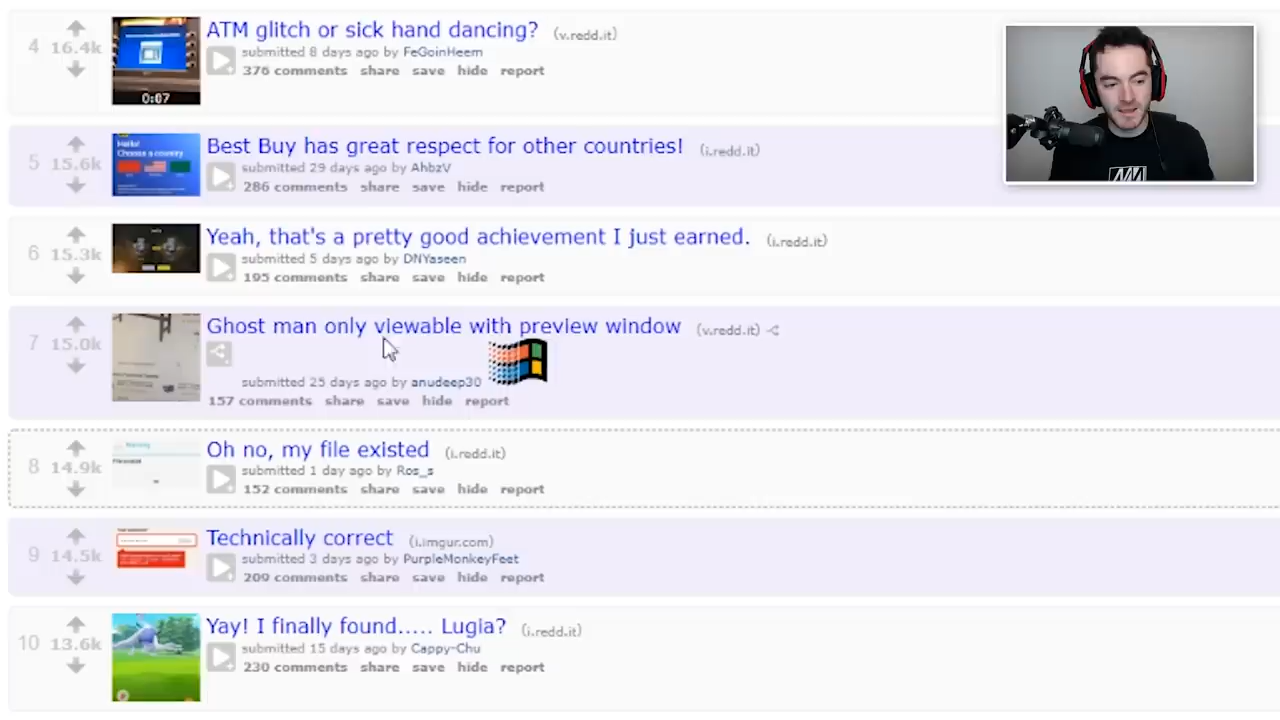 4 16.4k
ATM glitch or sick hand dancing? (v.redd.it)
submitted 8 days ago by FeGoinHeem
376 comments share save hide report
0:07
5 15.6k
Hello!
Choose a country
Best Buy has great respect for other countries! (i.redd.it)
submitted 29 days ago by AhbzV
286 comments share save hide report
6 15.3k
Yeah, that's a pretty good achievement I just earned. (i.redd.it)
submitted 5 days ago by DNYaseen
195 comments share save hide report
7 15.0k
Ghost man only viewable with preview window (v.redd.it)
submitted 25 days ago by anudeep30
157 comments share save hide report
8 14.9k
Oh no, my file existed (i.redd.it)
submitted 1 day ago by Ros_s
152 comments share save hide report
9 14.5k
Technically correct (i.imgur.com)
submitted 3 days ago by PurpleMonkeyFeet
209 comments share save hide report
10 13.6k
Yay! I finally found..... Lugia? (i.redd.it)
submitted 15 days ago by Cappy-Chu
230 comments share save hide report